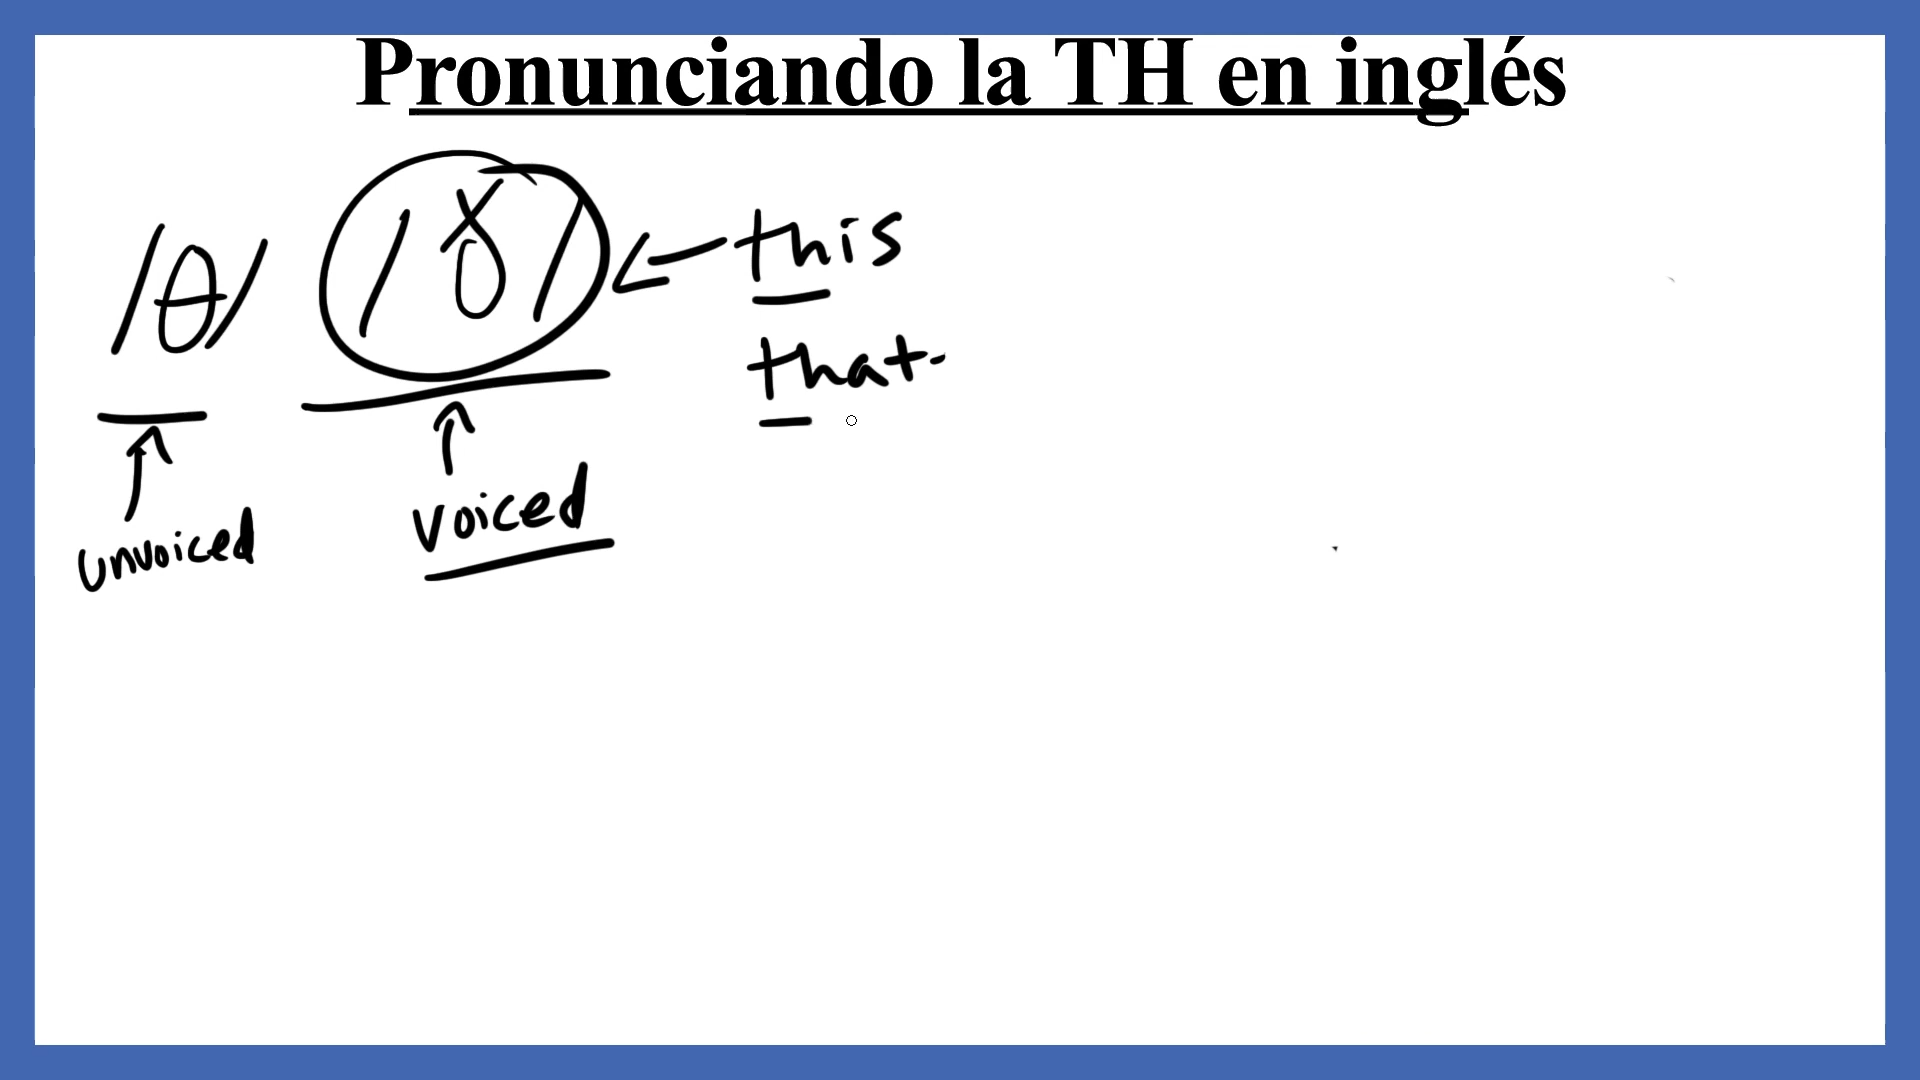 Pronunciando la TH en inglés
/θ/ /ð/ this
that
unvoiced voiced